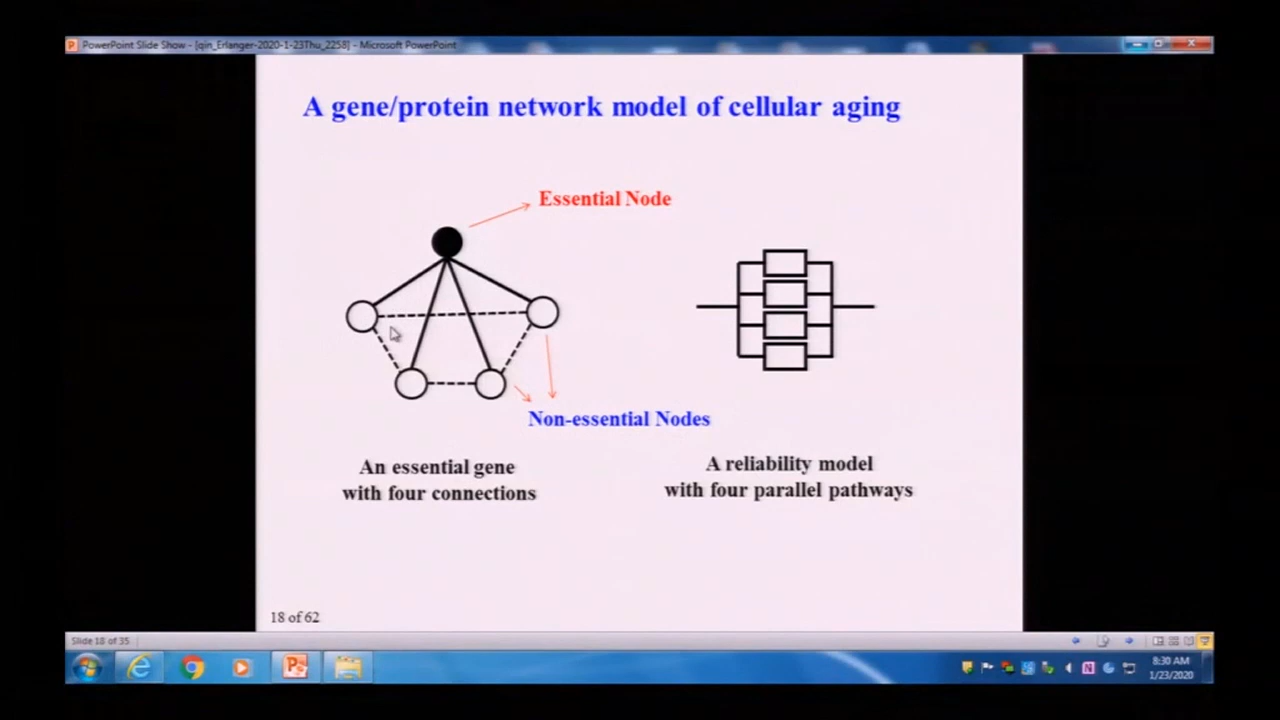 PowerPoint Slide Show - [qin_Erlanger-2020-1-23Thu_2258] - Microsoft PowerPoint
A gene/protein network model of cellular aging
Essential Node
Non-essential Nodes
An essential gene
with four connections
A reliability model
with four parallel pathways
18 of 62
Slide 18 of 35
8:30 AM
1/23/2020